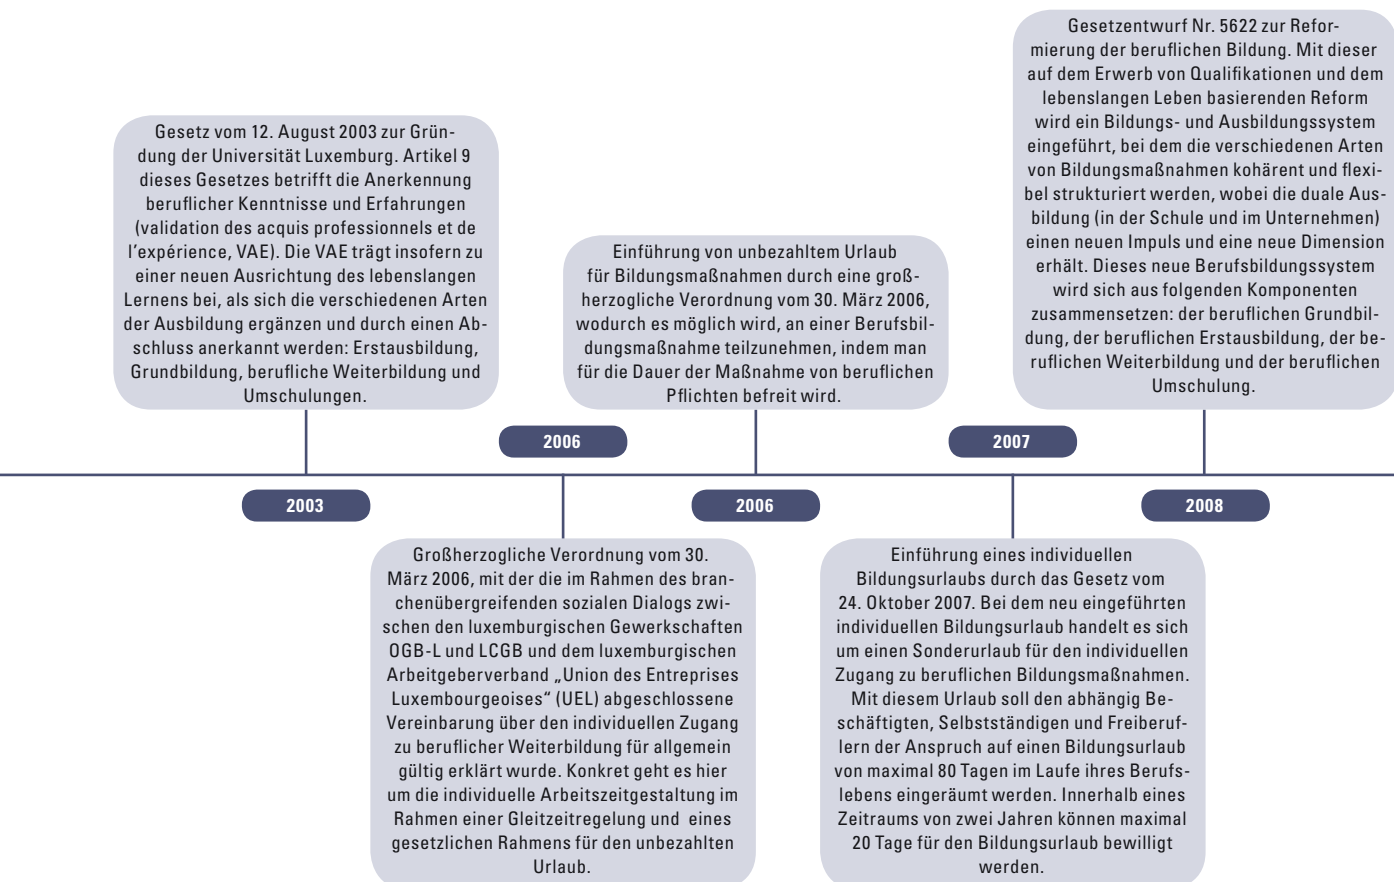 Gesetz vom 12. August 2003 zur Grün-
dung der Universität Luxemburg. Artikel 9
dieses Gesetzes betrifft die Anerkennung
beruflicher Kenntnisse und Erfahrungen
(validation des acquis professionnels et de
l’expérience, VAE). Die VAE trägt insofern zu
einer neuen Ausrichtung des lebenslangen
Lernens bei, als sich die verschiedenen Arten
der Ausbildung ergänzen und durch einen Ab-
schluss anerkannt werden: Erstausbildung,
Grundbildung, berufliche Weiterbildung und
Umschulungen.
2003
2006
Großherzogliche Verordnung vom 30.
März 2006, mit der die im Rahmen des bran-
chenübergreifenden sozialen Dialogs zwi-
schen den luxemburgischen Gewerkschaften
OGB-L und LCGB und dem luxemburgischen
Arbeitgeberverband „Union des Entreprises
Luxembourgeoises“ (UEL) abgeschlossene
Vereinbarung über den individuellen Zugang
zu beruflicher Weiterbildung für allgemein
gültig erklärt wurde. Konkret geht es hier
um die individuelle Arbeitszeitgestaltung im
Rahmen einer Gleitzeitregelung und eines
gesetzlichen Rahmens für den unbezahlten
Urlaub.
Einführung von unbezahltem Urlaub
für Bildungsmaßnahmen durch eine groß-
herzogliche Verordnung vom 30. März 2006,
wodurch es möglich wird, an einer Berufsbil-
dungsmaßnahme teilzunehmen, indem man
für die Dauer der Maßnahme von beruflichen
Pflichten befreit wird.
2006
2007
Einführung eines individuellen
Bildungsurlaubs durch das Gesetz vom
24. Oktober 2007. Bei dem neu eingeführten
individuellen Bildungsurlaub handelt es sich
um einen Sonderurlaub für den individuellen
Zugang zu beruflichen Bildungsmaßnahmen.
Mit diesem Urlaub soll den abhängig Be-
schäftigten, Selbstständigen und Freiberuf-
lern der Anspruch auf einen Bildungsurlaub
von maximal 80 Tagen im Laufe ihres Berufs-
lebens eingeräumt werden. Innerhalb eines
Zeitraums von zwei Jahren können maximal
20 Tage für den Bildungsurlaub bewilligt
werden.
Gesetzentwurf Nr. 5622 zur Refor-
mierung der beruflichen Bildung. Mit dieser
auf dem Erwerb von Qualifikationen und dem
lebenslangen Leben basierenden Reform
wird ein Bildungs- und Ausbildungssystem
eingeführt, bei dem die verschiedenen Arten
von Bildungsmaßnahmen kohärent und flexi-
bel strukturiert werden, wobei die duale Aus-
bildung (in der Schule und im Unternehmen)
einen neuen Impuls und eine neue Dimension
erhält. Dieses neue Berufsbildungssystem
wird sich aus folgenden Komponenten
zusammensetzen: der beruflichen Grundbil-
dung, der beruflichen Erstausbildung, der be-
ruflichen Weiterbildung und der beruflichen
Umschulung.
2008